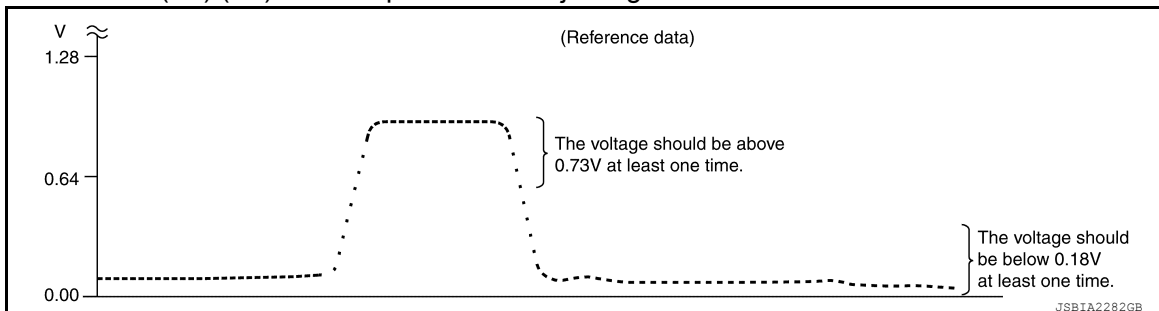 V
(Reference data)
1.28
The voltage should be above
0.73V at least one time.
0.64
The voltage should
be below 0.18V
at least one time.
0.00
JSBIA2282GB